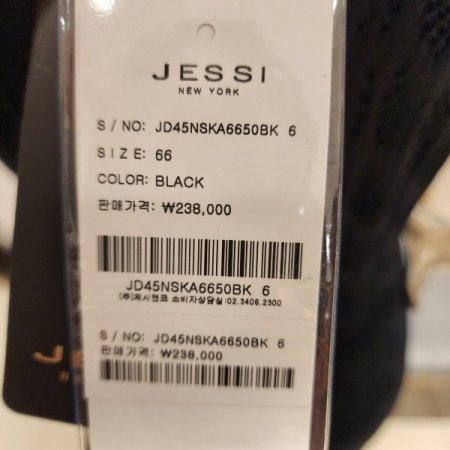 JESSI
NEW YORK
S / NO: JD45NSKA6650BK 6
S I Z E: 66
COLOR: BLACK
판매가격: ₩238,000
JD45NSKA6650BK 6
(주)제시앤코 소비자상담실:02.3408.2300
S / NO: JD45NSKA6650BK 6
판매가격: ₩238,000
J E